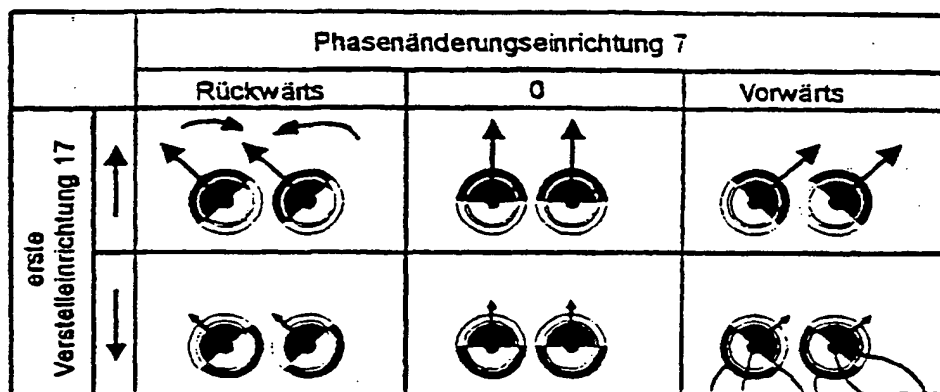 Phasenänderungseinrichtung 7
Rückwärts
0
Vorwärts
erste
Verstelleinrichtung 17